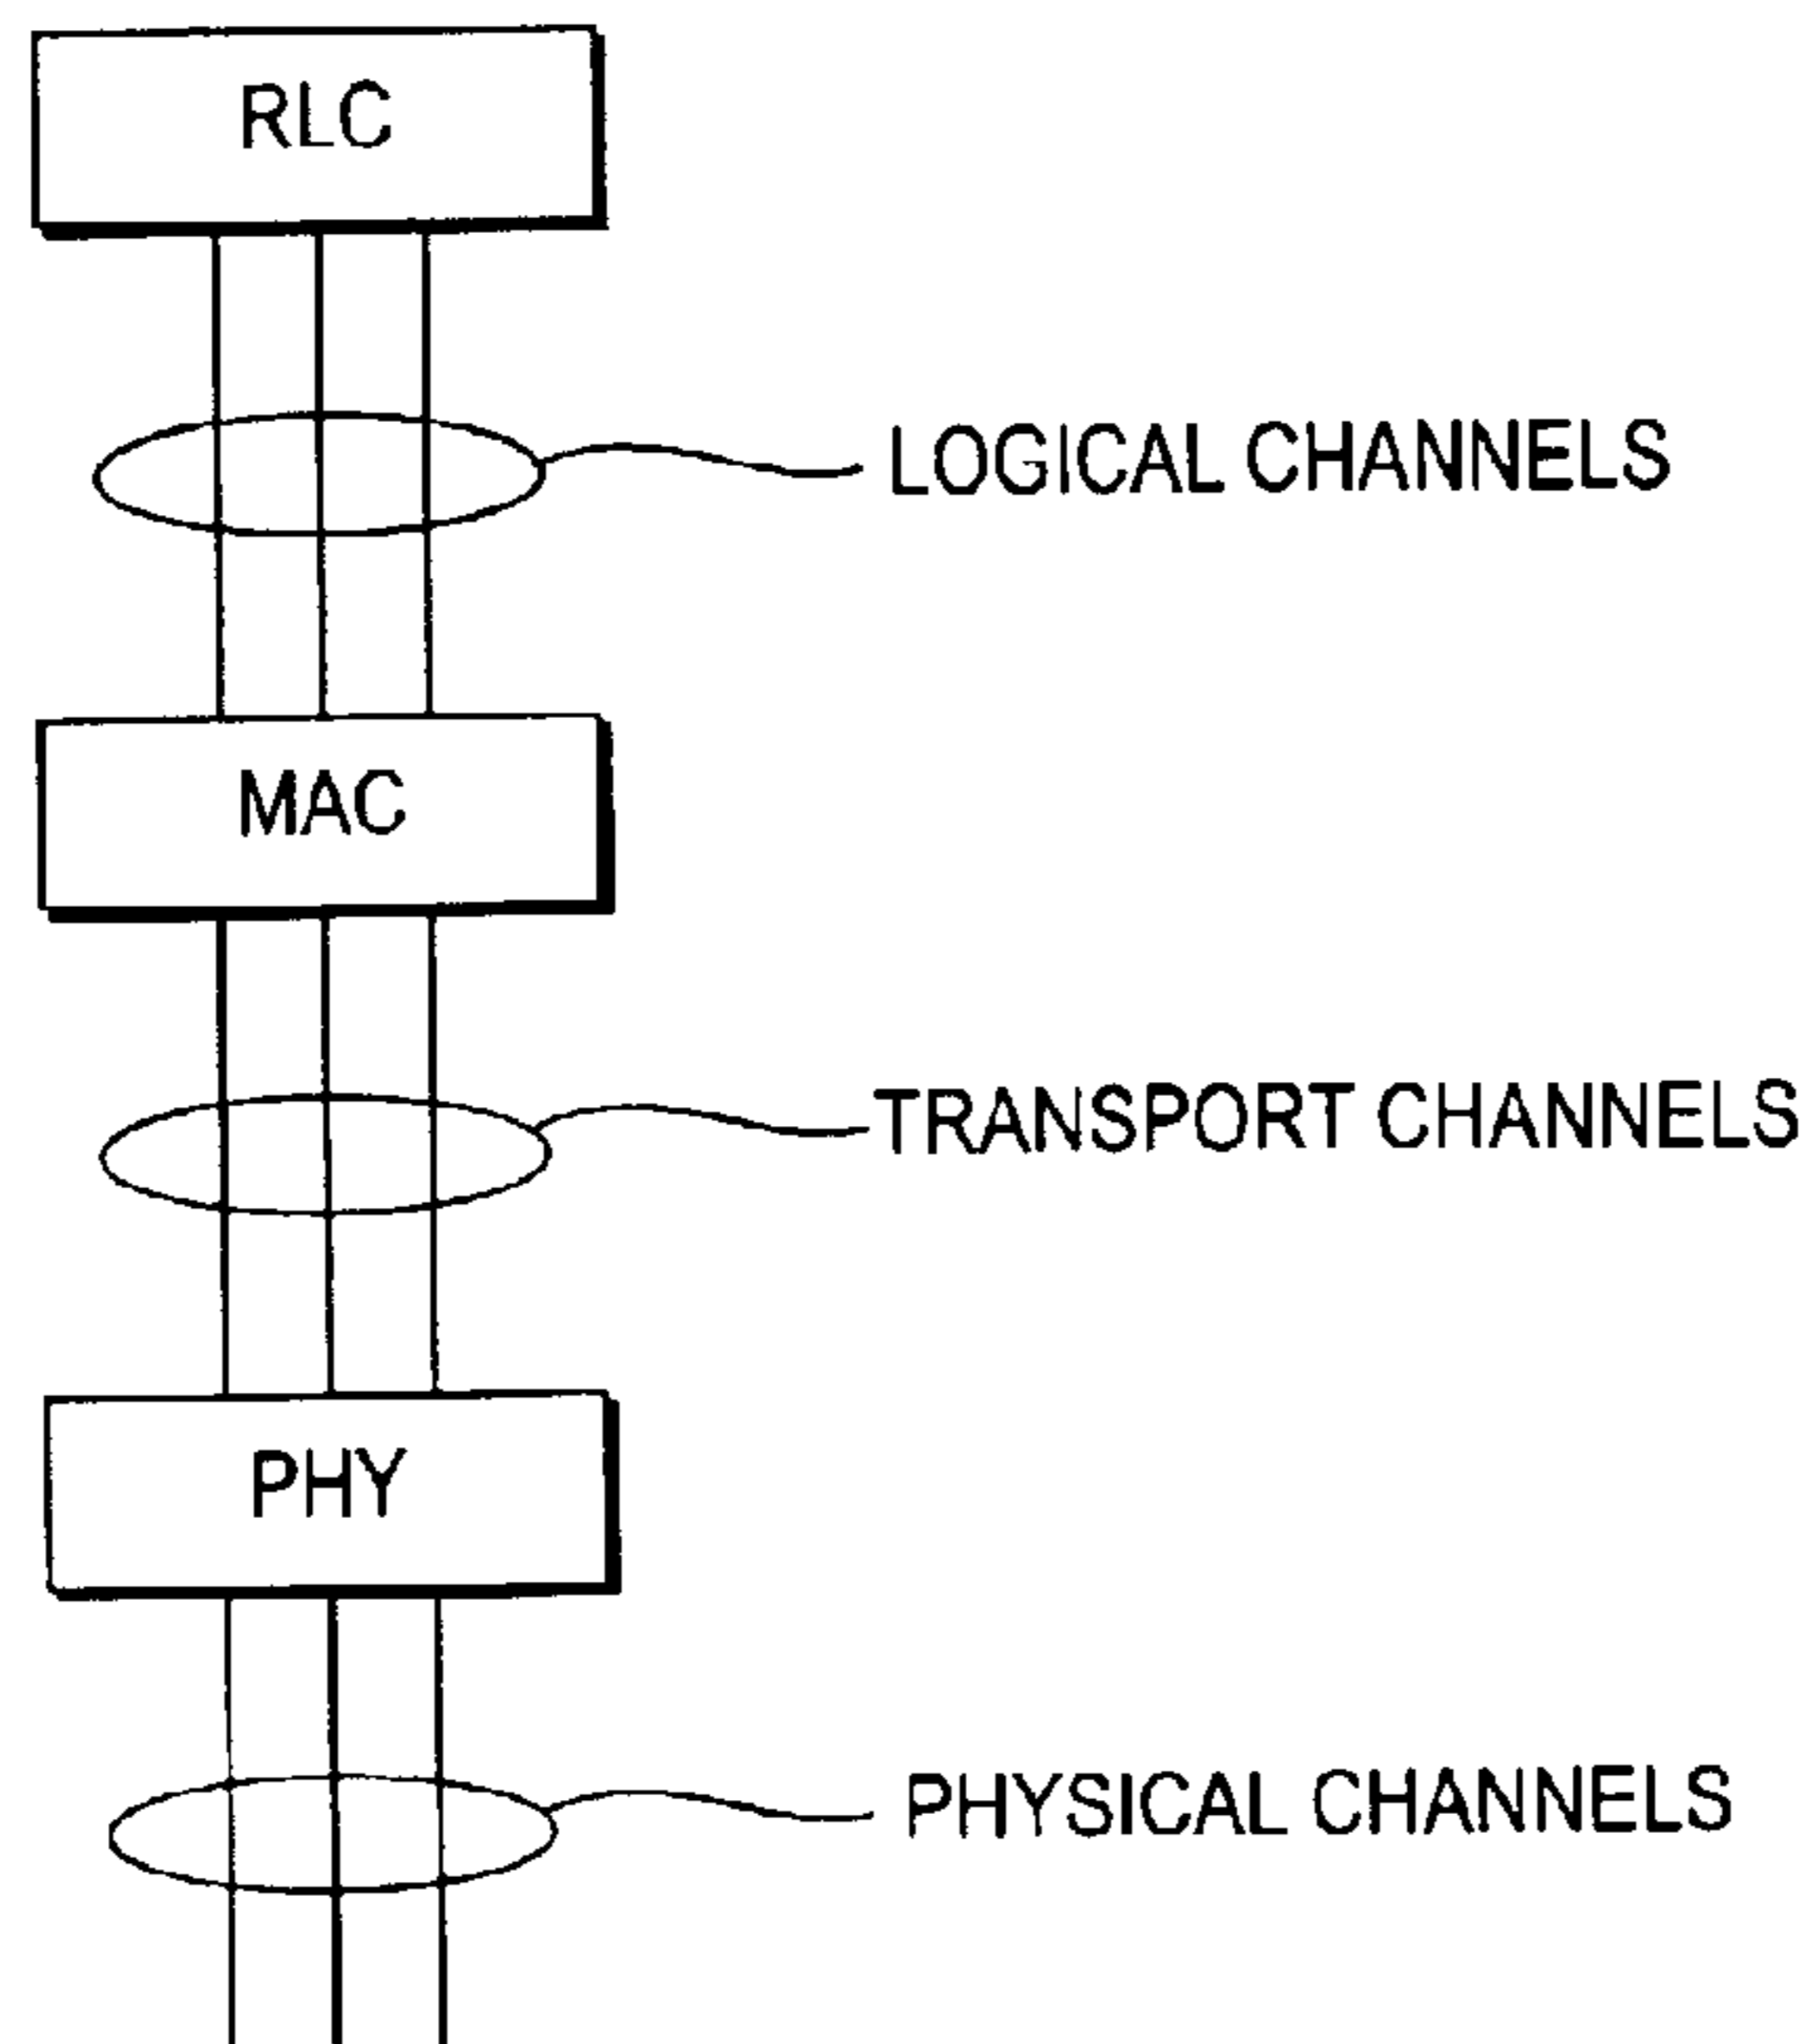 RLC
LOGICAL CHANNELS
MAC
TRANSPORT CHANNELS
PHY
PHYSICAL CHANNELS